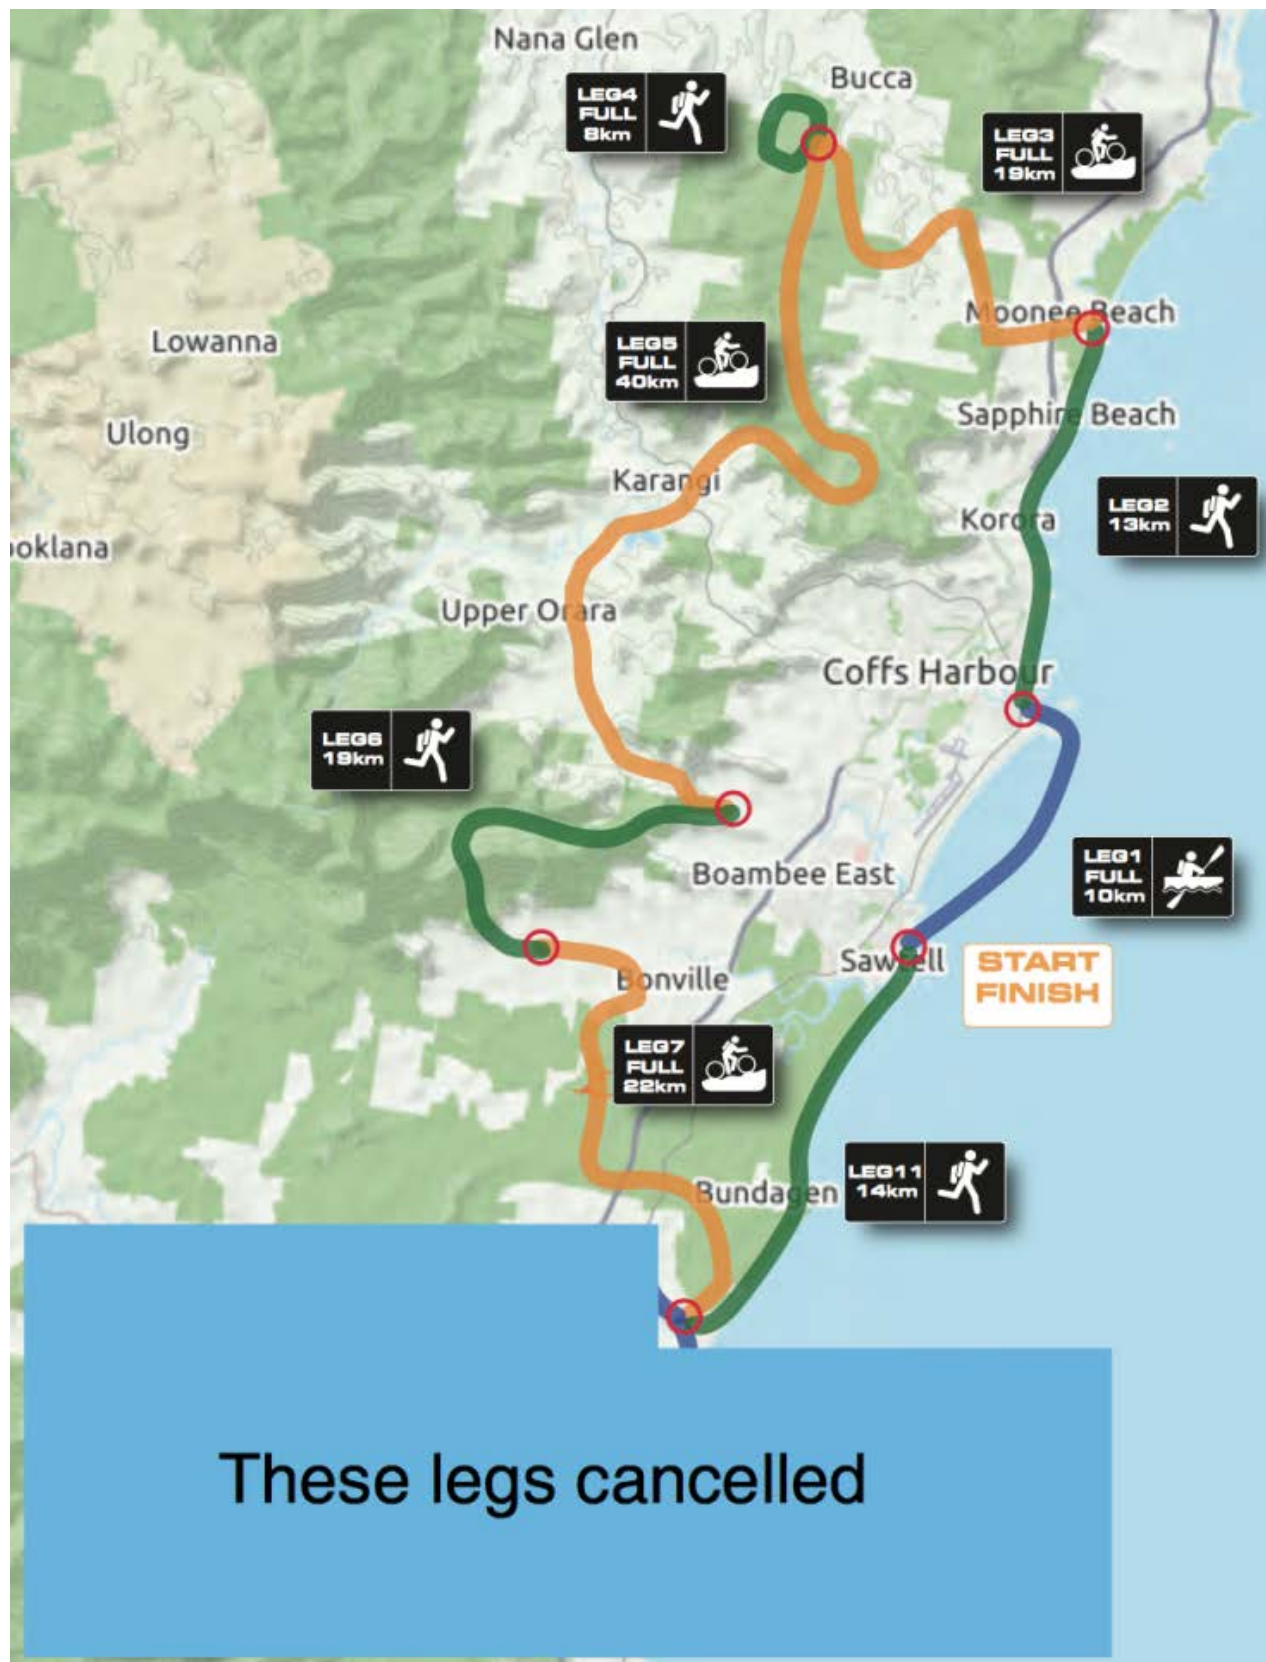 Nana Glen
Bucca
LEG4
FULL
8km
LEG3
FULL
19km
Moonee Beach
Lowanna
LEG5
FULL
40km
Sapphire Beach
Ulong
Karangi
LEG2
13km
Korora
ooklana
Upper Orara
Coffs Harbour
LEG6
19km
Boambee East
LEG1
FULL
10km
Sawtell
START
FINISH
Bonville
LEG7
FULL
22km
Bundagen
LEG11
14km
These legs cancelled